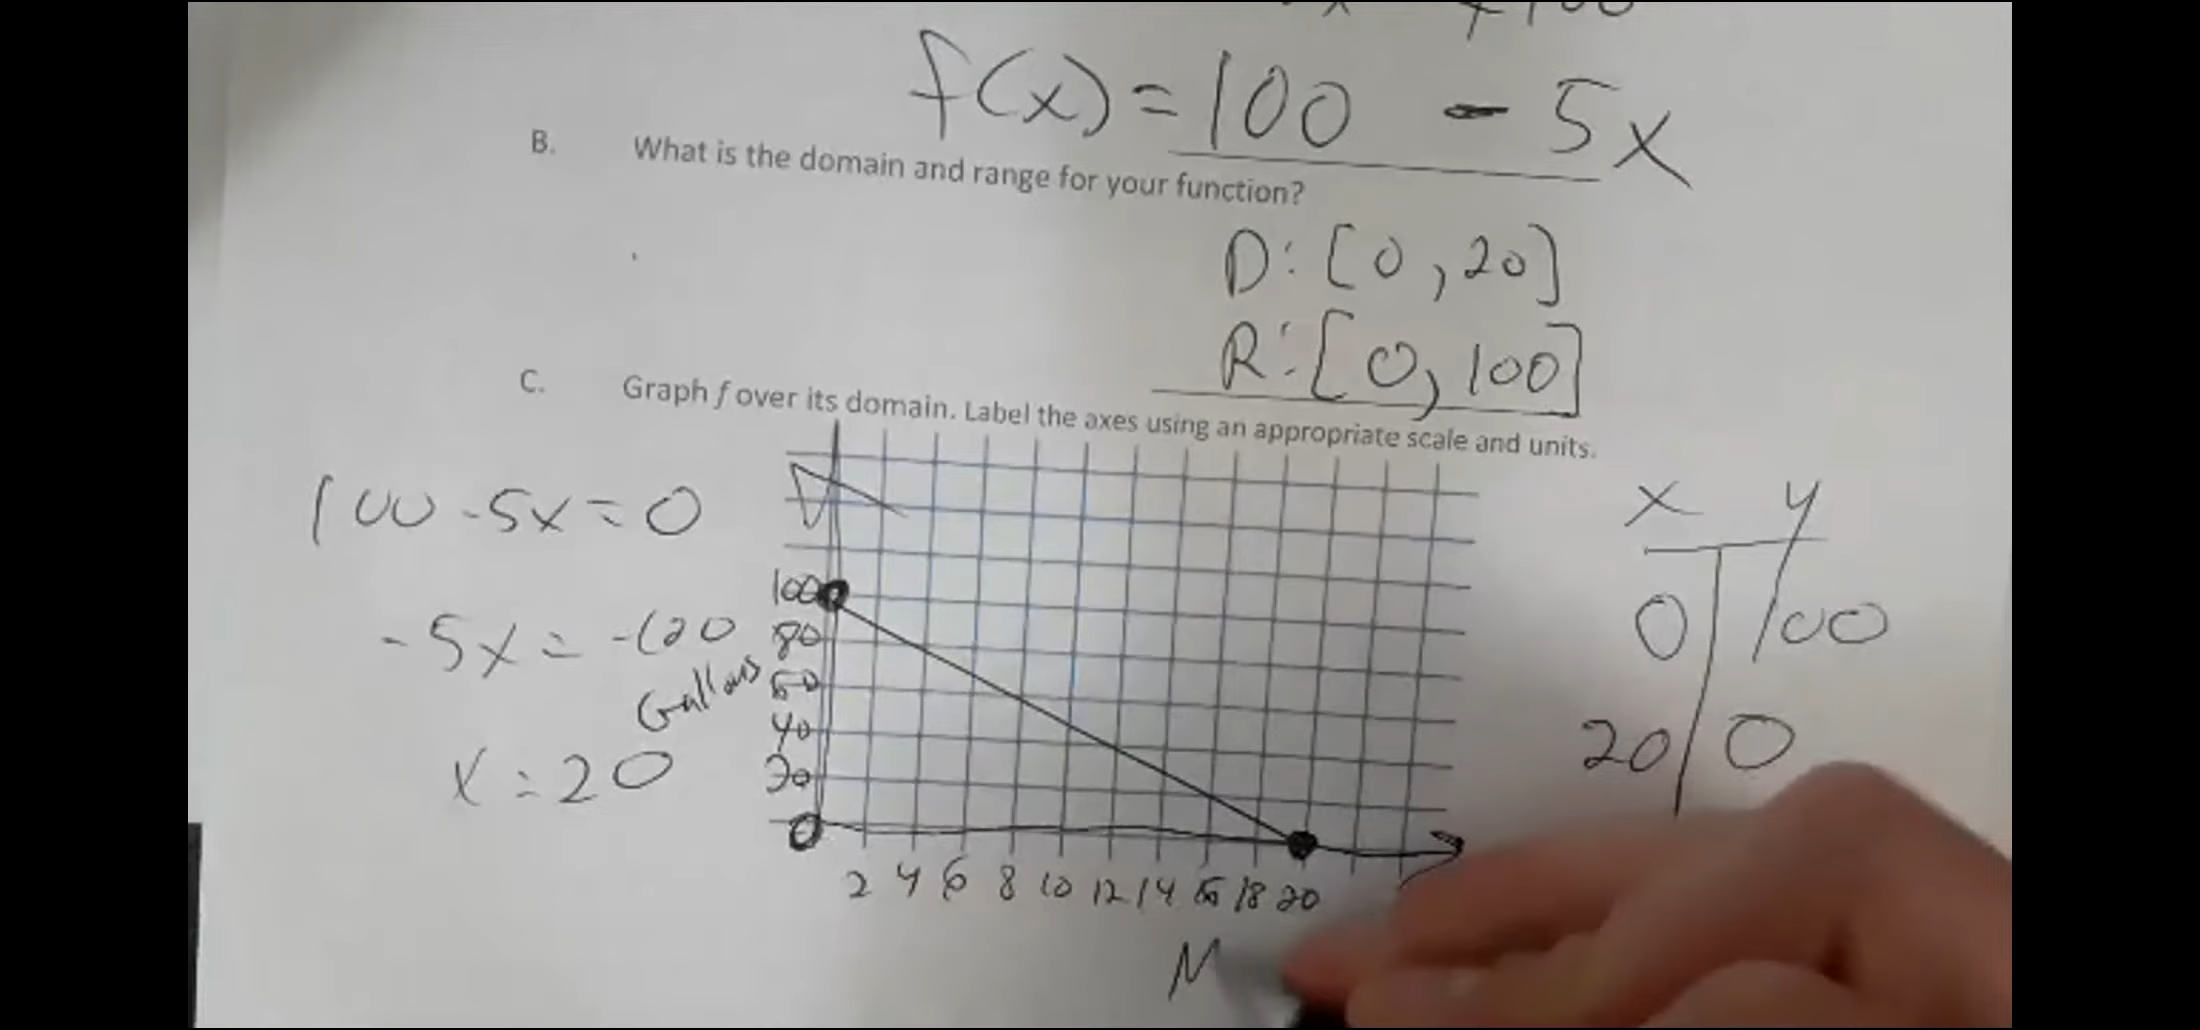 +100
f(x)=100 - 5x
B. What is the domain and range for your function?
D: [0,20]
R: [0,100]
C. Graph f over its domain. Label the axes using an appropriate scale and units.
100-5x=0
-5x=-100
x=20
Gallons
100
80
60
40
20
0
2 4 6 8 10 12 14 16 18 20
M
x y
0 100
20 0